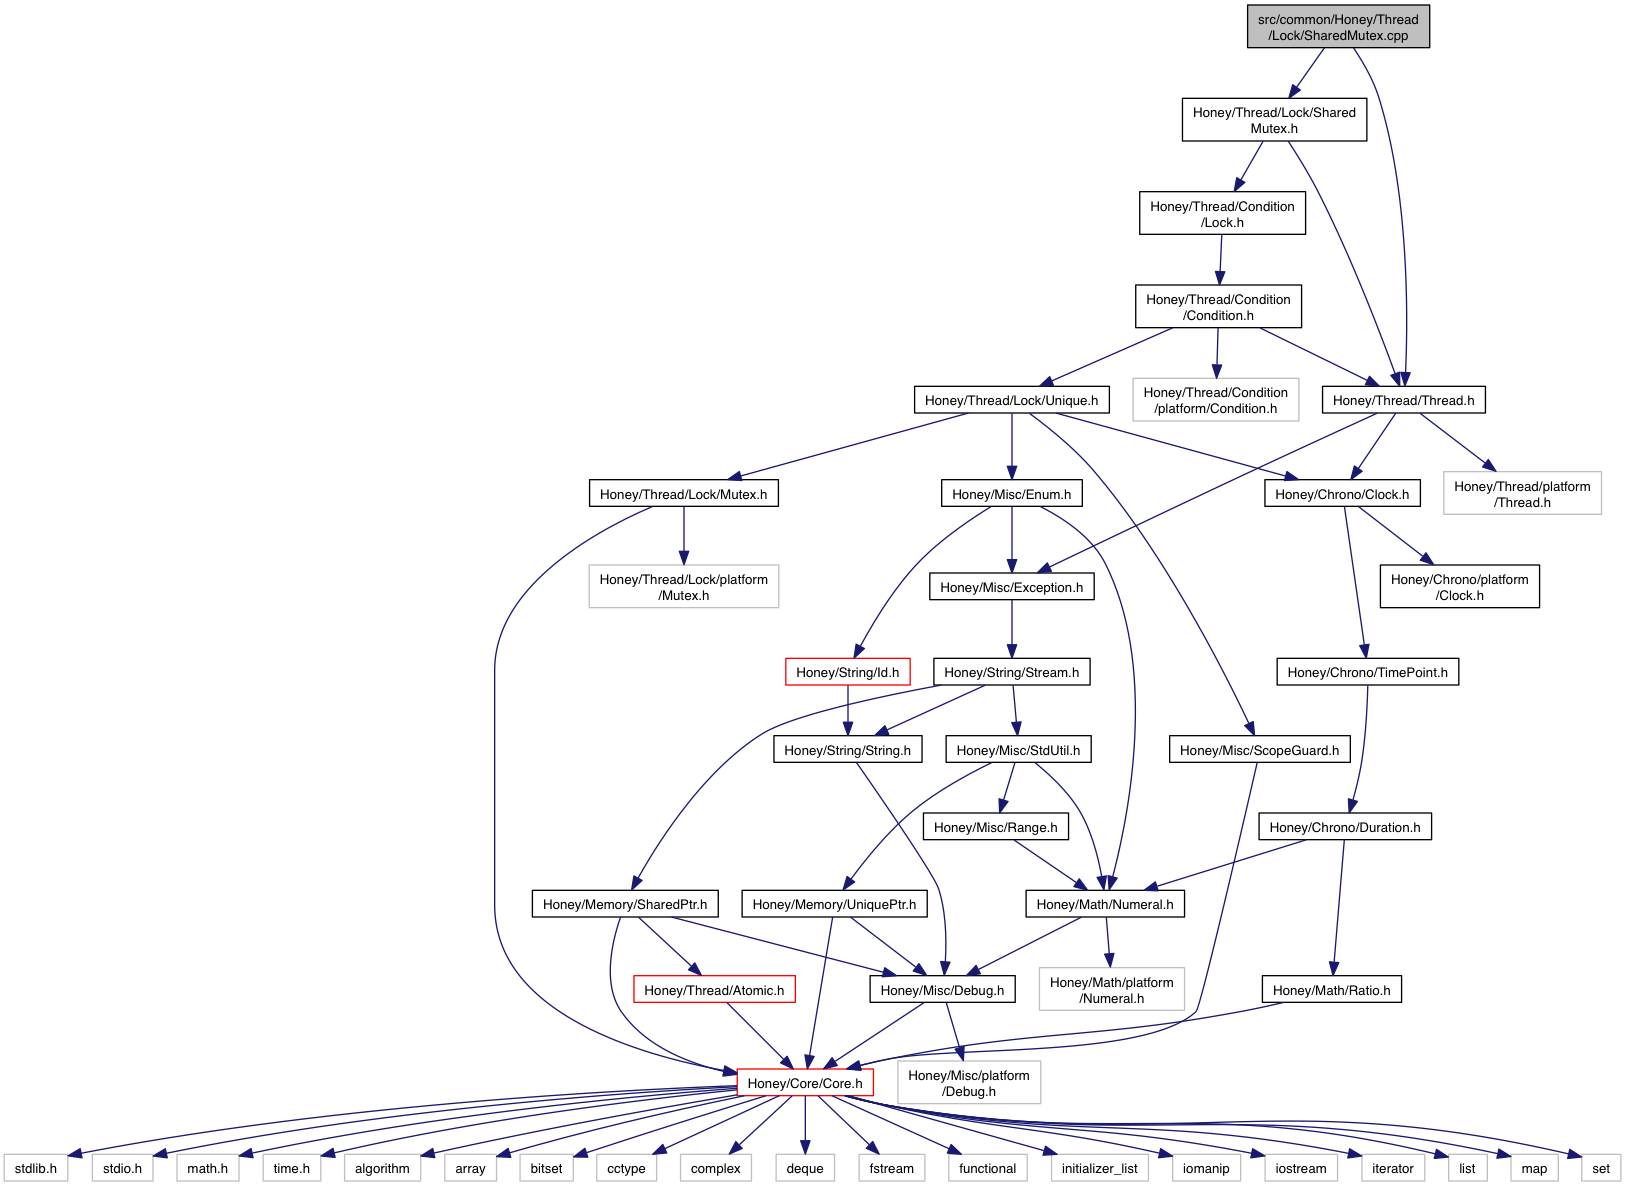 src/common/Honey/Thread
/Lock/SharedMutex.cpp
Honey/Thread/Lock/Shared
Mutex.h
Honey/Thread/Condition
/Lock.h
Honey/Thread/Condition
/Condition.h
Honey/Thread/Lock/Unique.h
Honey/Thread/Condition
/platform/Condition.h
Honey/Thread/Thread.h
Honey/Thread/Lock/Mutex.h
Honey/Misc/Enum.h
Honey/Chrono/Clock.h
Honey/Thread/platform
/Thread.h
Honey/Thread/Lock/platform
/Mutex.h
Honey/Misc/Exception.h
Honey/Chrono/platform
/Clock.h
Honey/String/Id.h
Honey/String/Stream.h
Honey/Chrono/TimePoint.h
Honey/String/String.h
Honey/Misc/StdUtil.h
Honey/Misc/ScopeGuard.h
Honey/Misc/Range.h
Honey/Chrono/Duration.h
Honey/Memory/SharedPtr.h
Honey/Memory/UniquePtr.h
Honey/Math/Numeral.h
Honey/Thread/Atomic.h
Honey/Misc/Debug.h
Honey/Math/platform
/Numeral.h
Honey/Math/Ratio.h
Honey/Core/Core.h
Honey/Misc/platform
/Debug.h
stdlib.h
stdio.h
math.h
time.h
algorithm
array
bitset
cctype
complex
deque
fstream
functional
initializer_list
iomanip
iostream
iterator
list
map
set